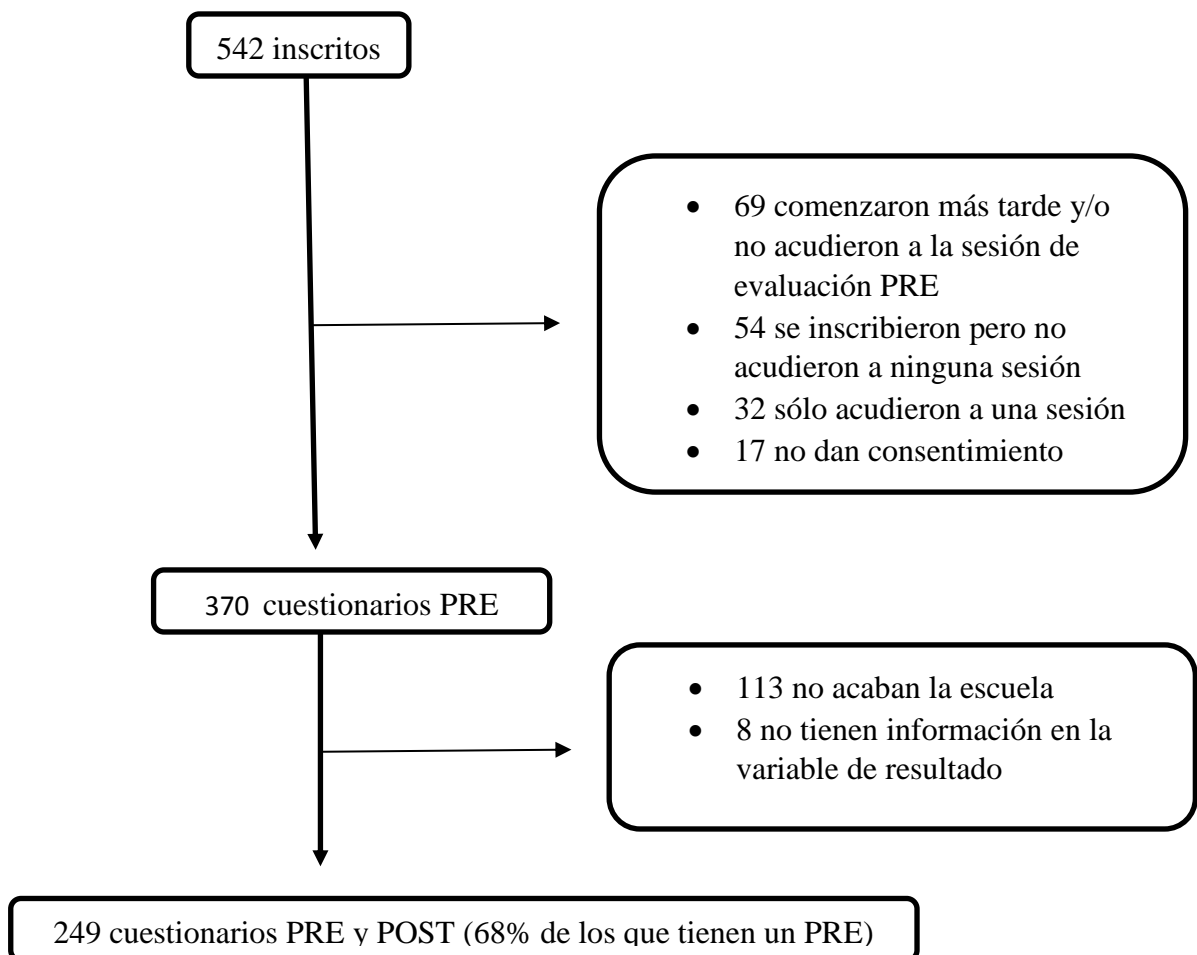 542 inscritos
• 69 comenzaron más tarde y/o
no acudieron a la sesión de
evaluación PRE
• 54 se inscribieron pero no
acudieron a ninguna sesión
• 32 sólo acudieron a una sesión
• 17 no dan consentimiento
370 cuestionarios PRE
• 113 no acaban la escuela
• 8 no tienen información en la
variable de resultado
249 cuestionarios PRE y POST (68% de los que tienen un PRE)